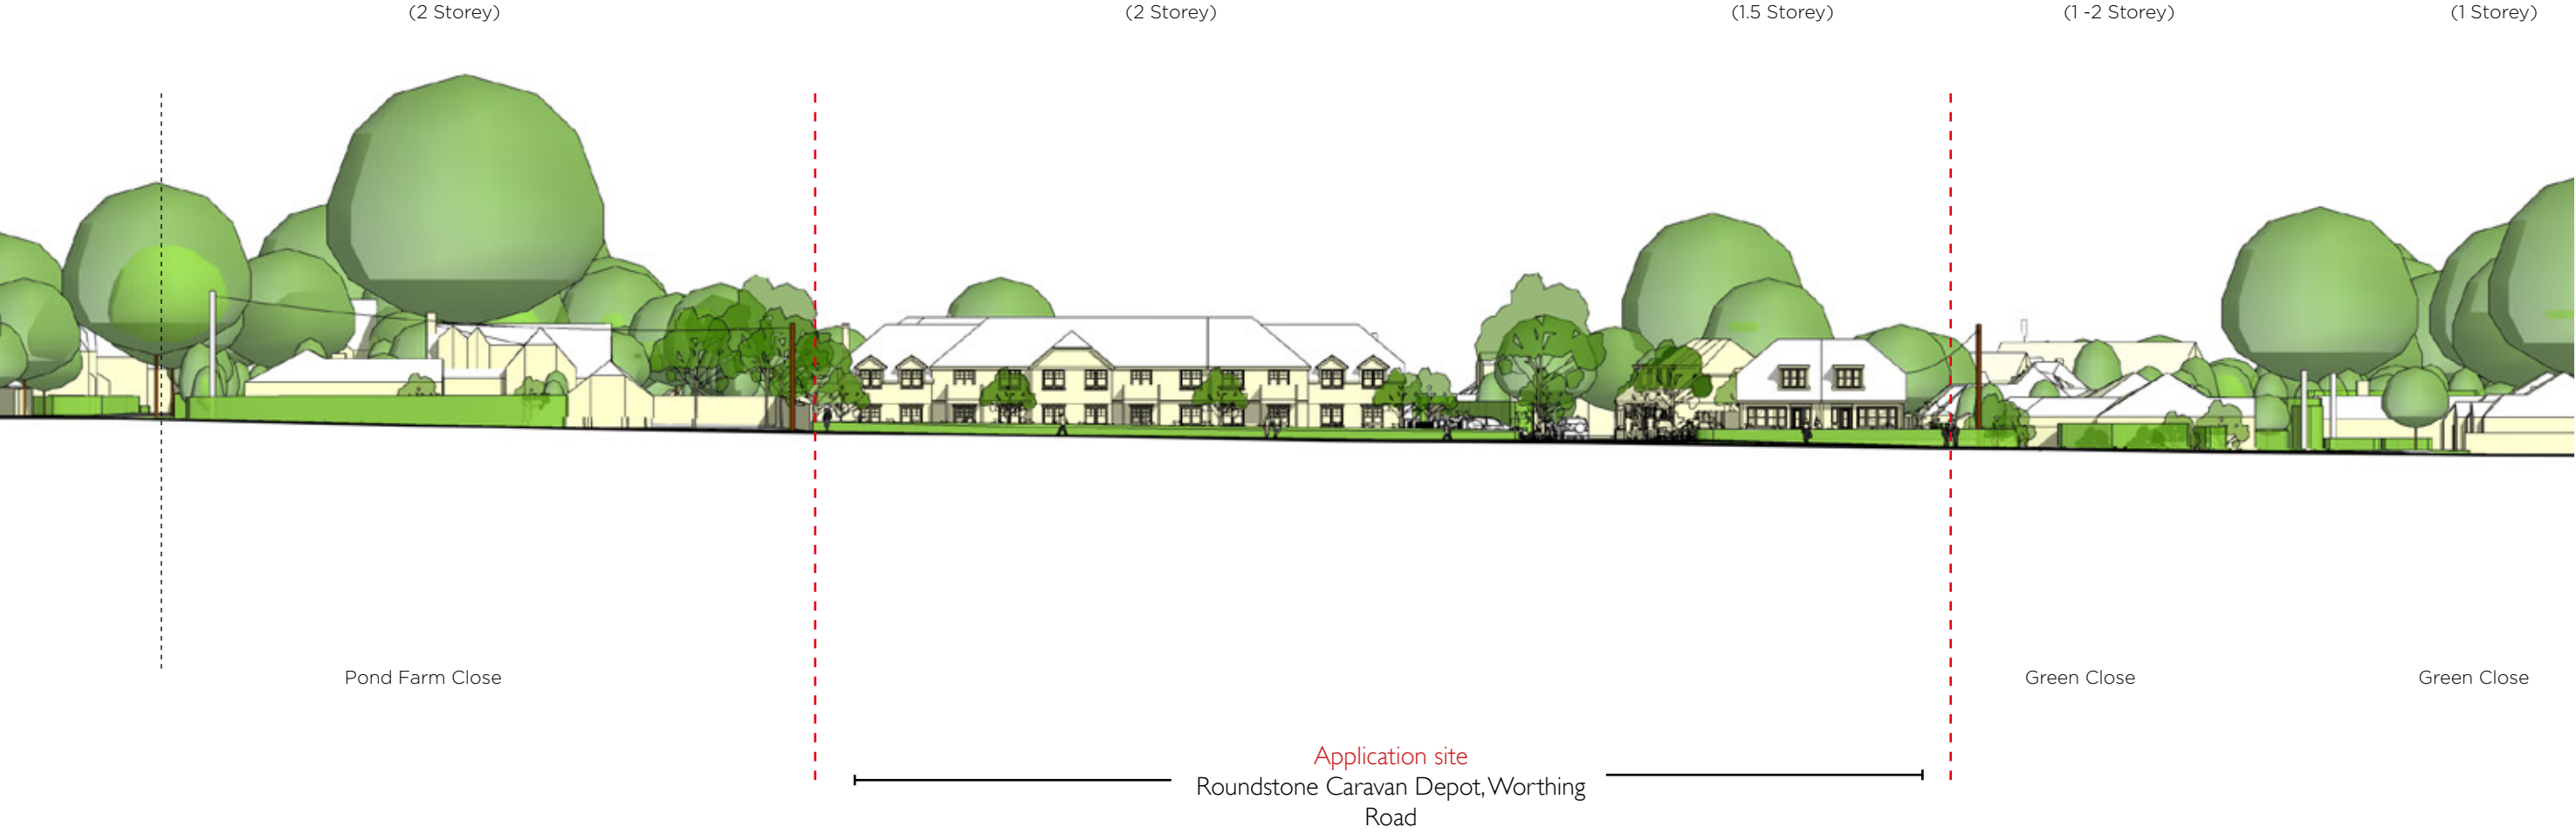 (2 Storey)
(2 Storey)
(1.5 Storey)
(1 -2 Storey)
(1 Storey)
Pond Farm Close
Green Close
Green Close
Application site
Roundstone Caravan Depot, Worthing
Road